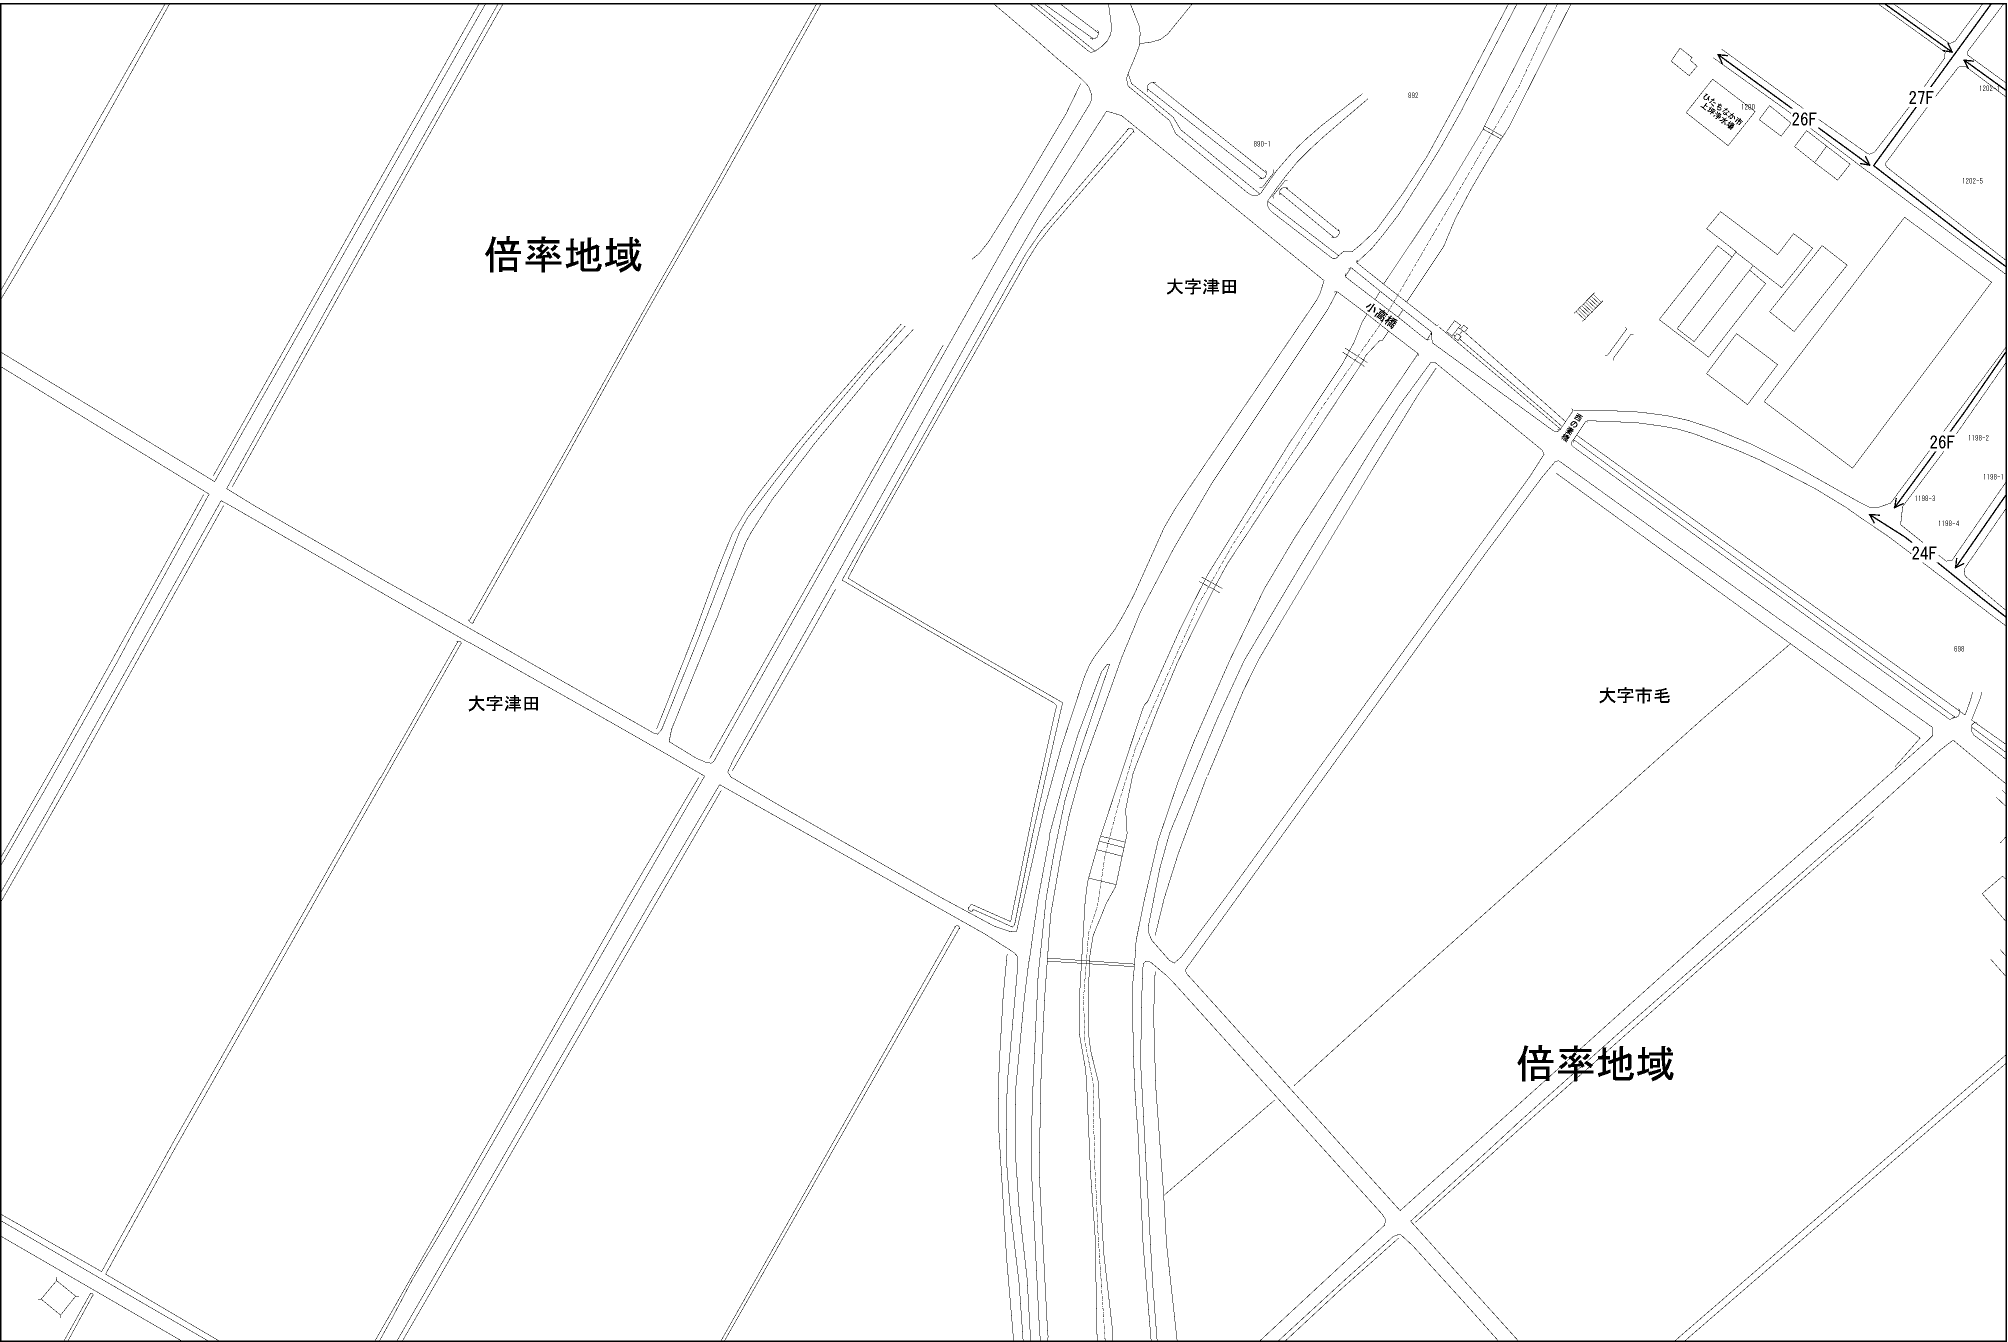 892
1202-1
27F
ひたちなか市
上坪浄水場
1200
26F
890-1
1202-5
倍率地域
大字津田
小高橋
26F
1198-2
1198-1
1198-3
1198-4
24F
698
大字津田
大字市毛
倍率地域